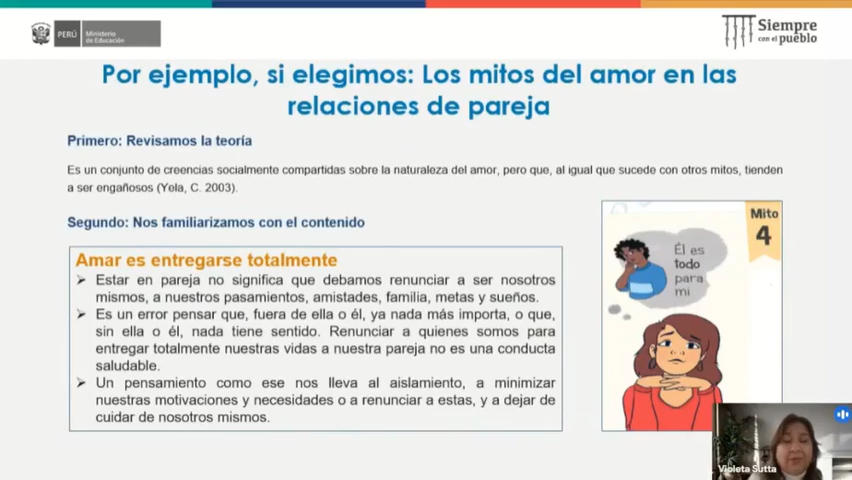 PERÚ
Ministerio
de Educación
Siempre
con el pueblo
Por ejemplo, si elegimos: Los mitos del amor en las
relaciones de pareja
Primero: Revisamos la teoría
Es un conjunto de creencias socialmente compartidas sobre la naturaleza del amor, pero que, al igual que sucede con otros mitos, tienden
a ser engañosos (Yela, C. 2003).
Segundo: Nos familiarizamos con el contenido
Amar es entregarse totalmente
➢ Estar en pareja no significa que debamos renunciar a ser nosotros
mismos, a nuestros pasamientos, amistades, familia, metas y sueños.
➢ Es un error pensar que, fuera de ella o él, ya nada más importa, o que,
sin ella o él, nada tiene sentido. Renunciar a quienes somos para
entregar totalmente nuestras vidas a nuestra pareja no es una conducta
saludable.
➢ Un pensamiento como ese nos lleva al aislamiento, a minimizar
nuestras motivaciones y necesidades o a renunciar a estas, y a dejar de
cuidar de nosotros mismos.
Mito
4
Él es
todo
para
mi
Violeta Sutta